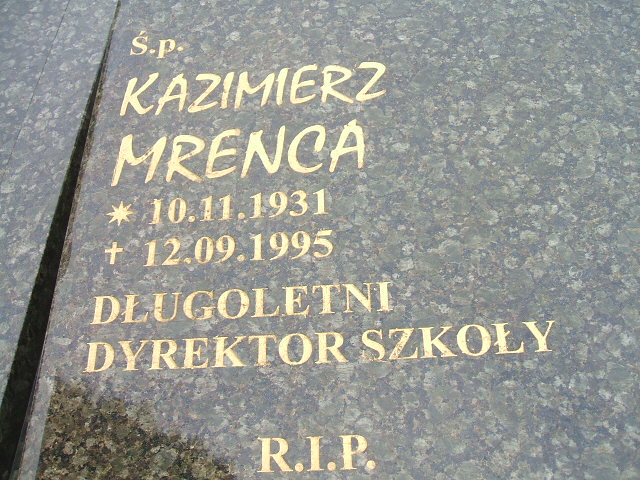 Ś.p.
KAZIMIERZ
MRENCA
* 10.11.1931
✝ 12.09.1995
DŁUGOLETNI
DYREKTOR SZKOŁY
R.I.P.